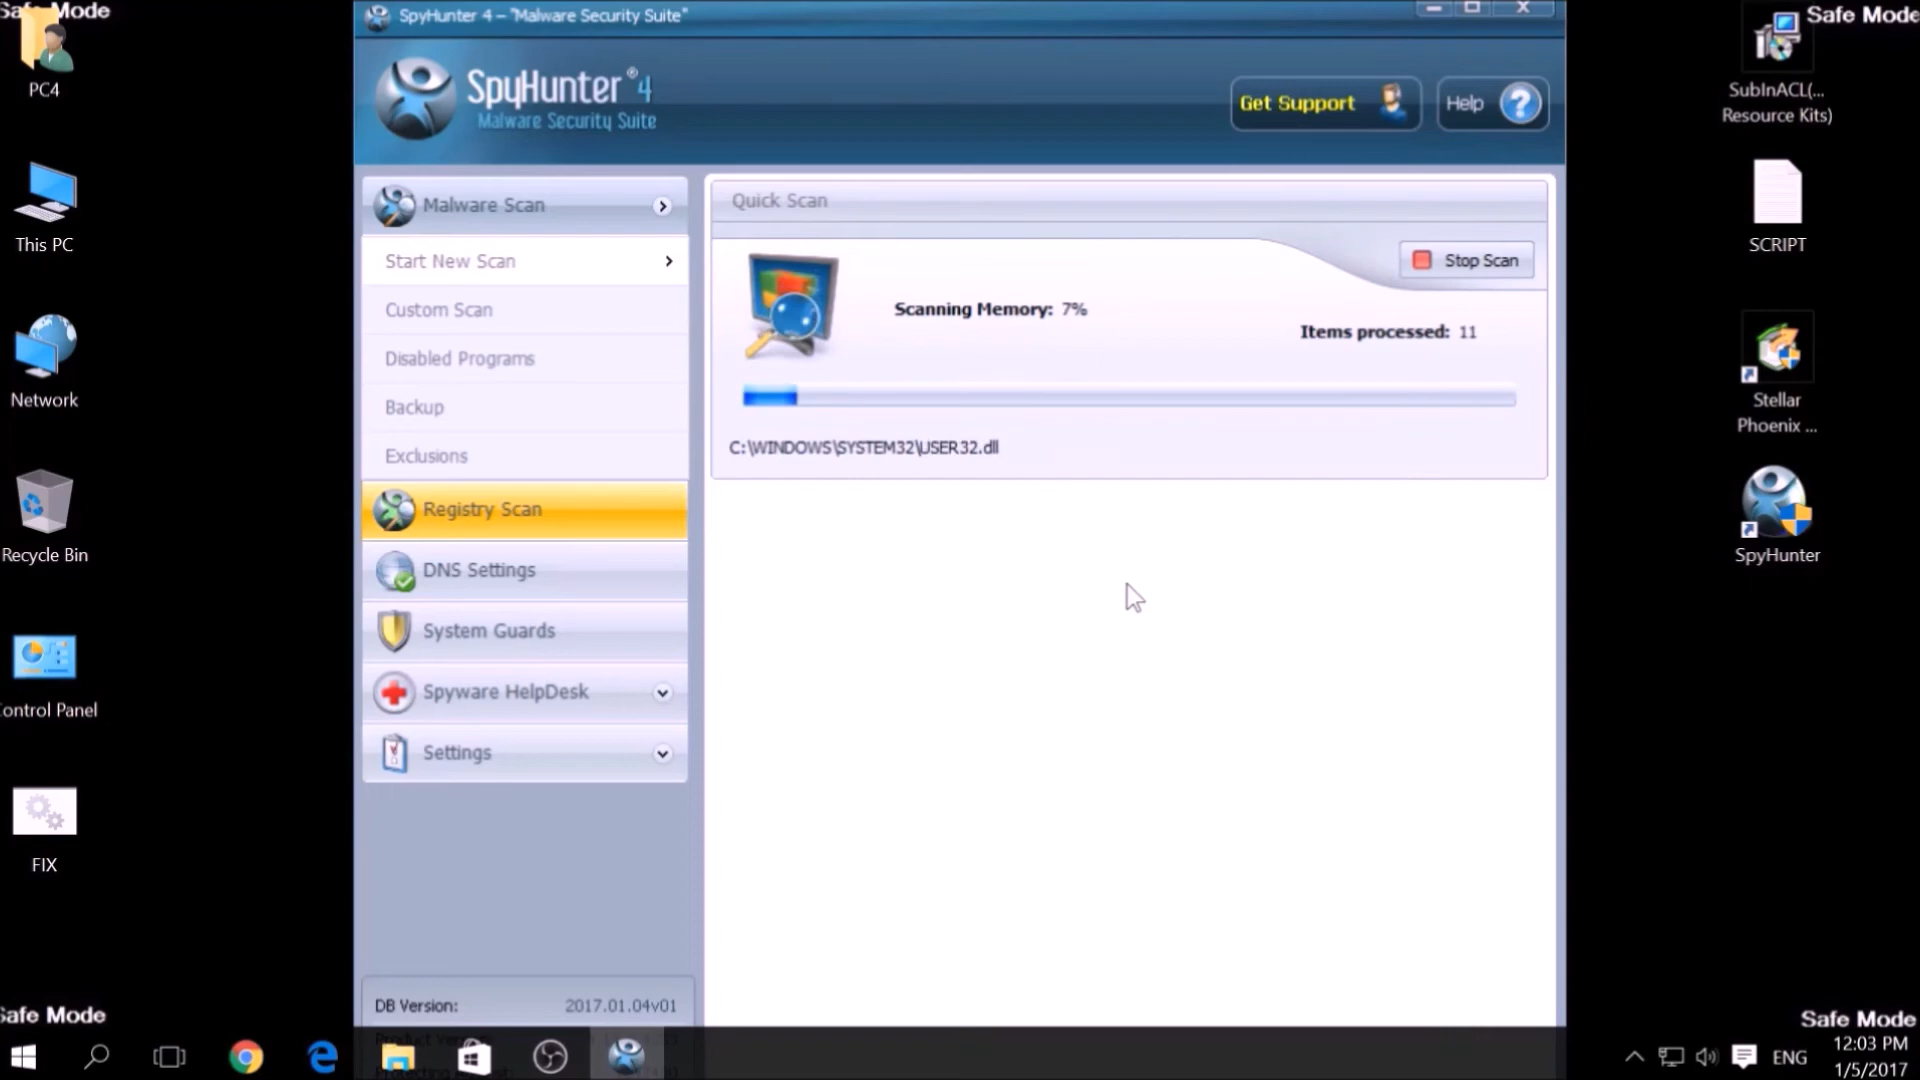 Safe Mode
Safe Mode
SpyHunter 4 – "Malware Security Suite"
SpyHunter® 4
Malware Security Suite
Get Support
Help
PC4
This PC
Network
Recycle Bin
Control Panel
FIX
SubInACL(...
Resource Kits)
SCRIPT
Stellar
Phoenix ...
SpyHunter
Malware Scan
Start New Scan
Custom Scan
Disabled Programs
Backup
Exclusions
Registry Scan
DNS Settings
System Guards
Spyware HelpDesk
Settings
DB Version: 2017.01.04v01
Quick Scan
Stop Scan
Scanning Memory: 7%
Items processed: 11
C:\WINDOWS\SYSTEM32\USER32.dll
Safe Mode
Safe Mode
ENG
12:03 PM
1/5/2017